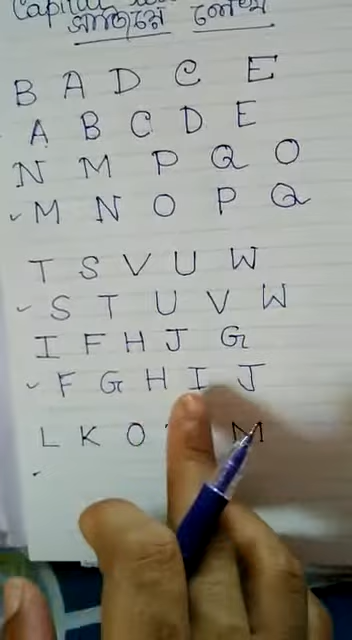 Capital
সাজিয়ে লেখ
B A D C E
A B C D E
N M P Q O
✓ M N O P Q
T S V U W
✓ S T U V W
I F H J G
✓ F G H I J
L K O M